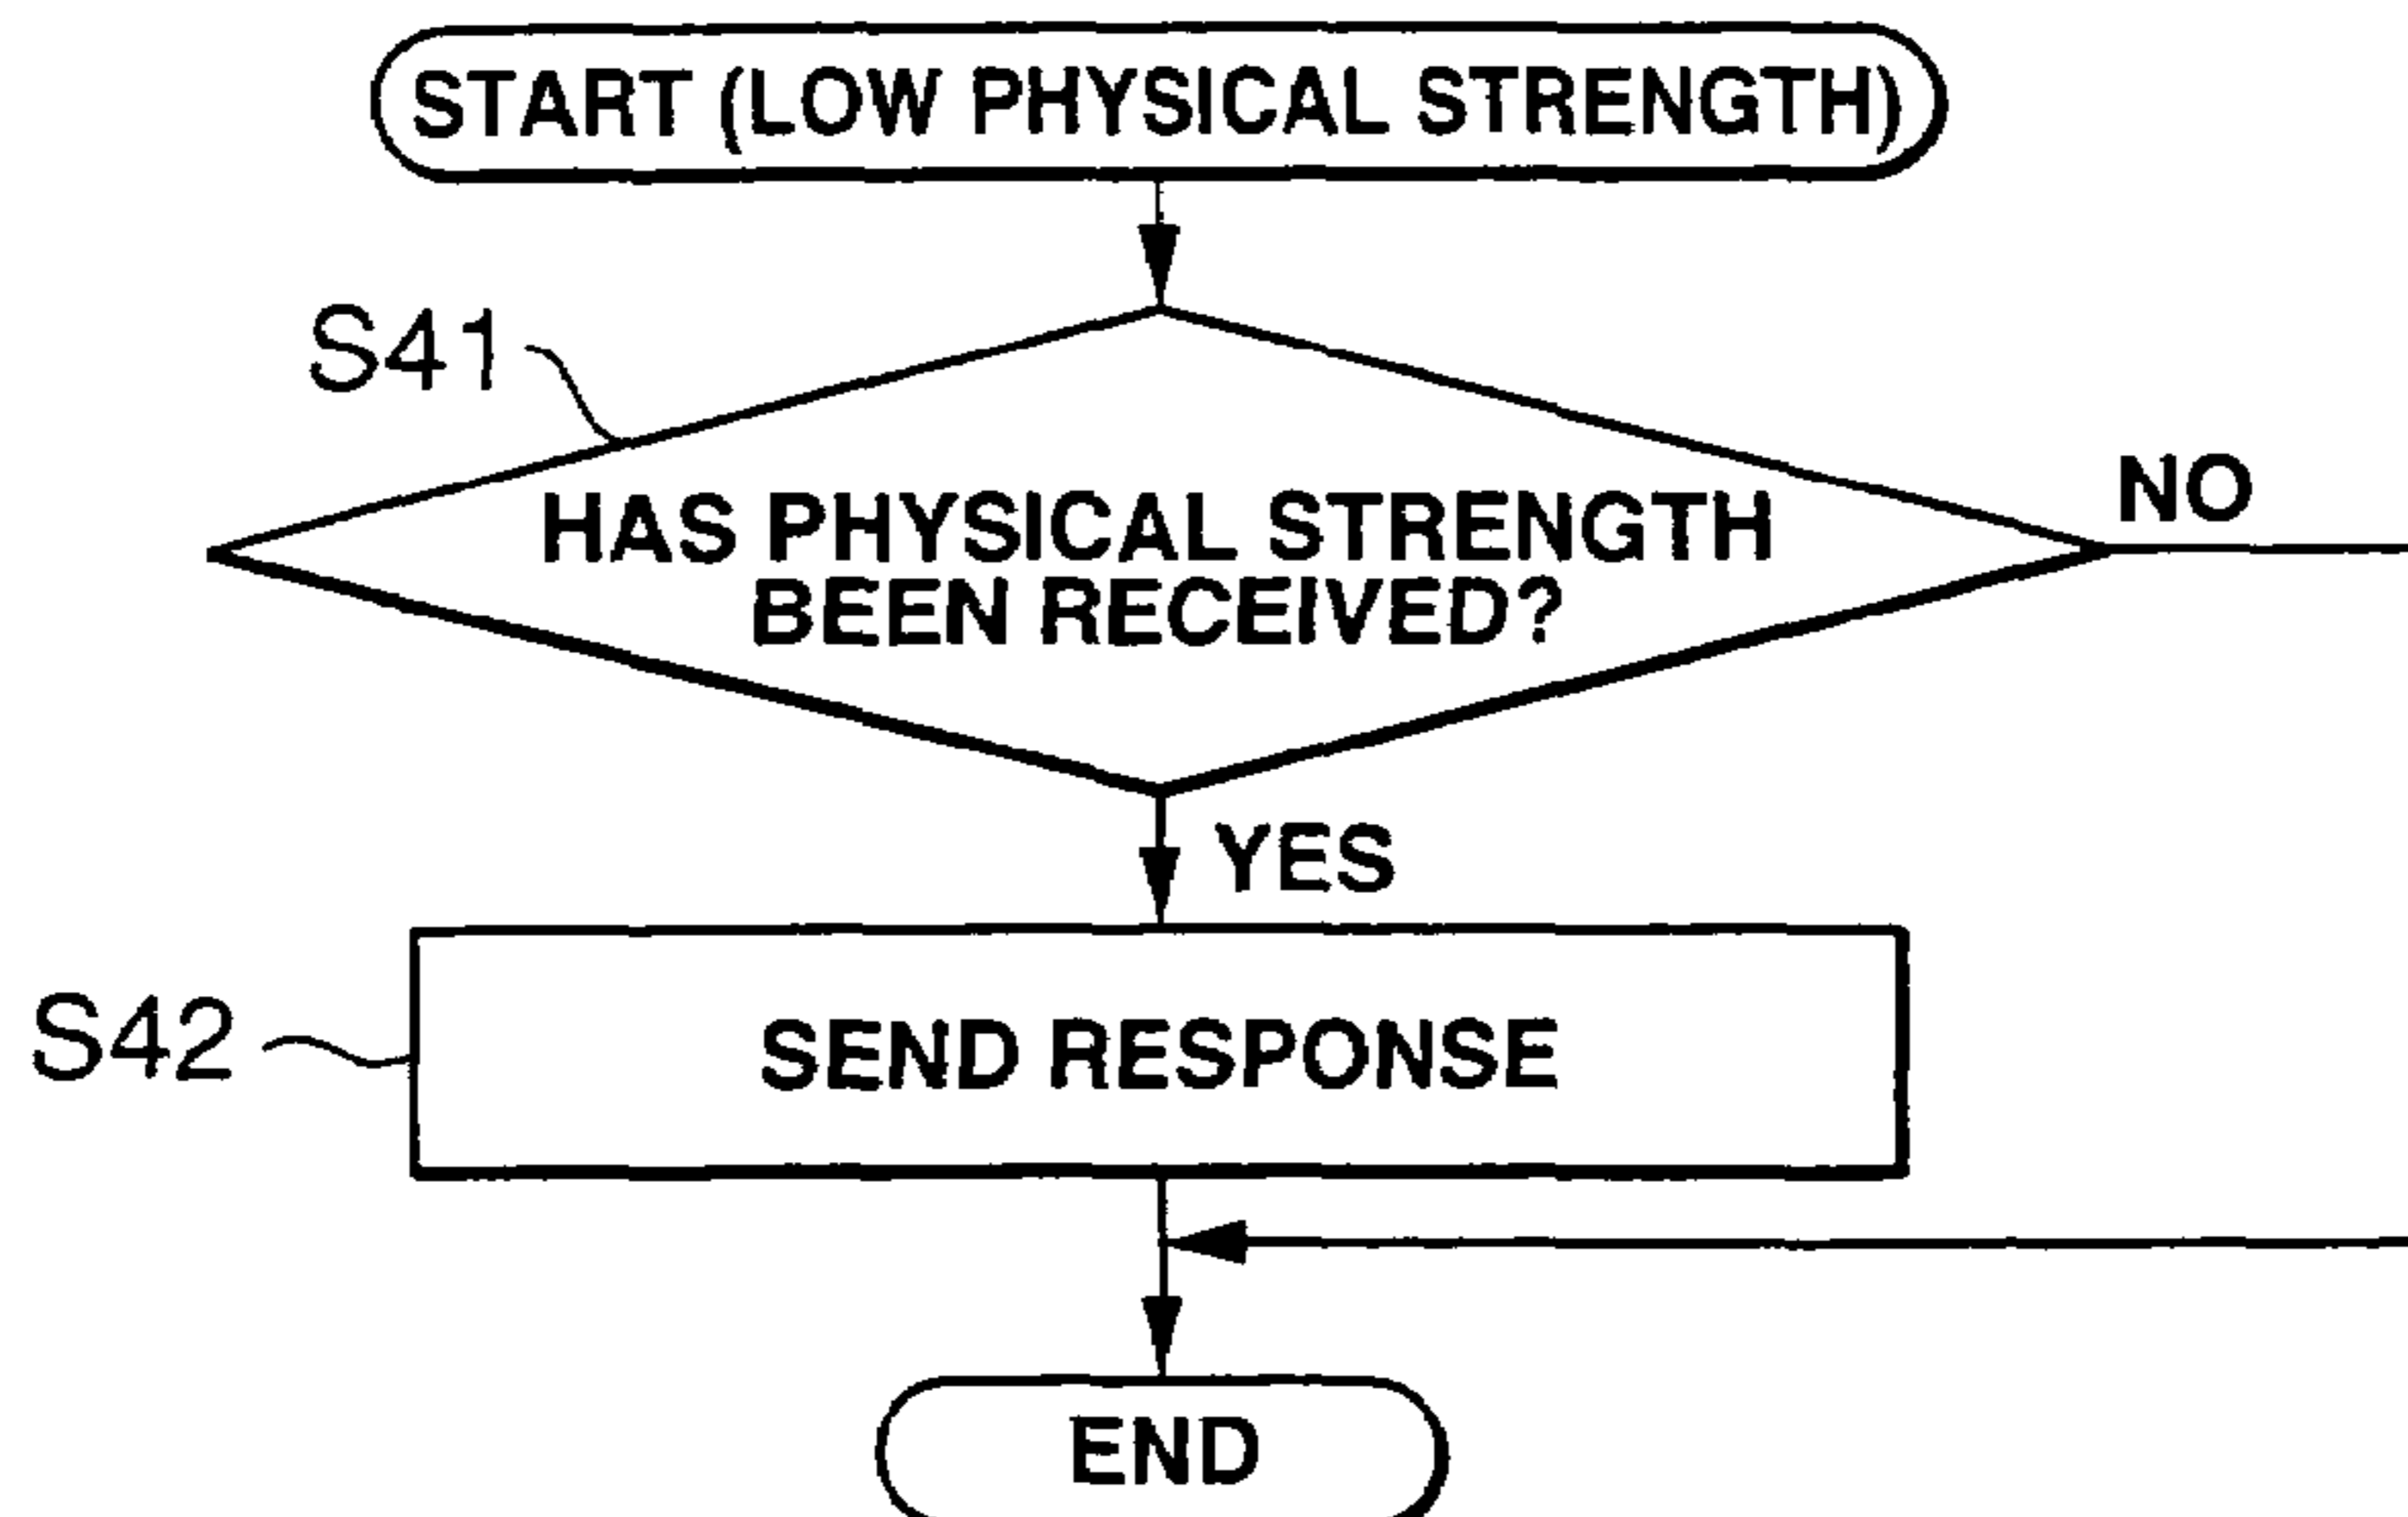 START (LOW PHYSICAL STRENGTH)
S41
HAS PHYSICAL STRENGTH
BEEN RECEIVED?
NO
YES
S42
SEND RESPONSE
END